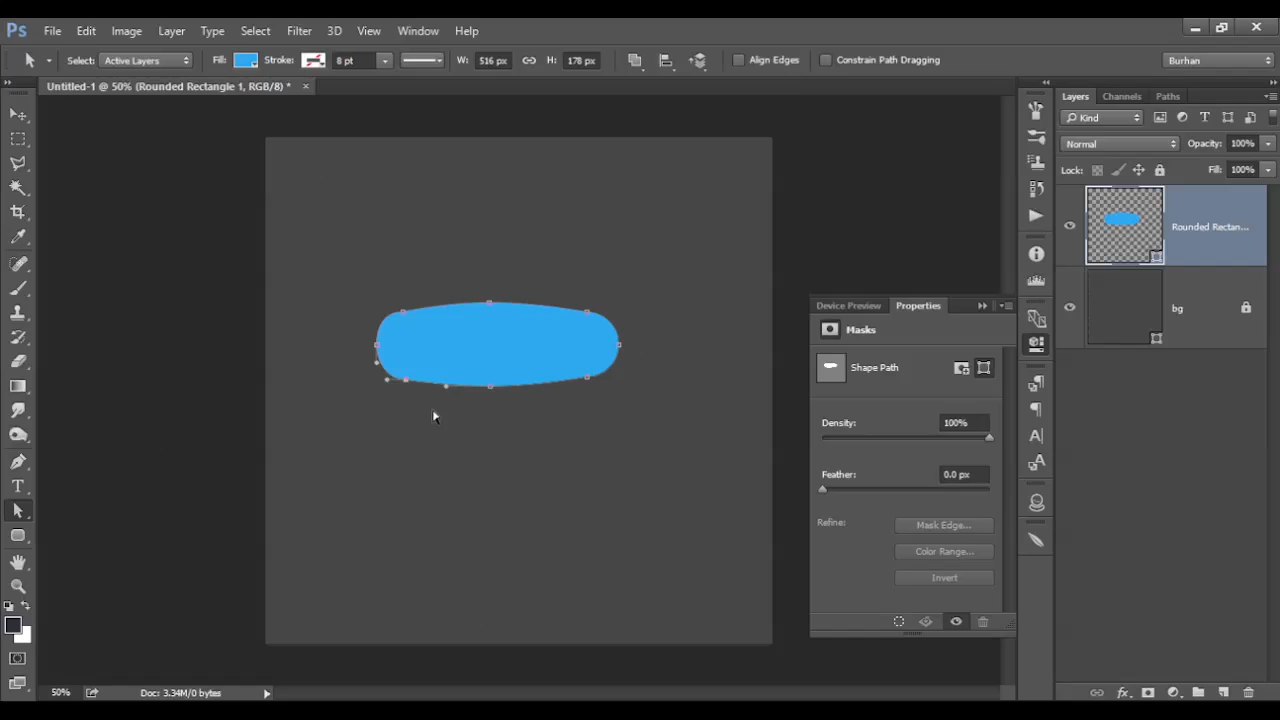 Ps File Edit Image Layer Type Select Filter 3D View Window Help
Select: Active Layers Fill: Stroke: 8 pt W: 516 px H: 178 px Align Edges Constrain Path Dragging Burhan
Untitled-1 @ 50% (Rounded Rectangle 1, RGB/8) * ×
Layers Channels Paths
Kind
Normal Opacity: 100%
Lock: Fill: 100%
Rounded Rectan...
bg
Device Preview Properties
Masks
Shape Path
Density: 100%
Feather: 0.0 px
Refine: Mask Edge...
Color Range...
Invert
50% Doc: 3.34M/0 bytes